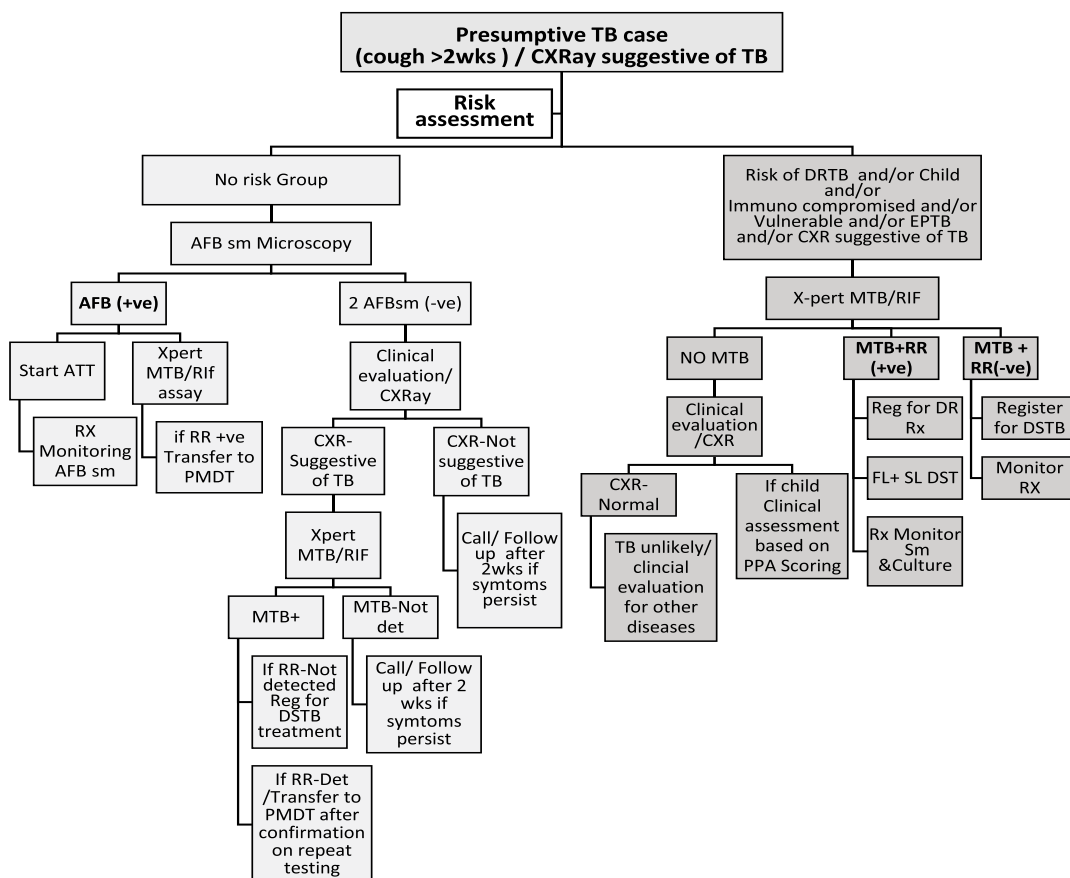 Presumptive TB case
(cough >2wks ) / CXRay suggestive of TB
Risk
assessment
No risk Group
AFB sm Microscopy
AFB (+ve)
Start ATT
RX
Monitoring
AFB sm
Xpert
MTB/RIf
assay
if RR +ve
Transfer to
PMDT
2 AFBsm (-ve)
Clinical
evaluation/
CXRay
CXR-
Suggestive
of TB
Xpert
MTB/RIF
MTB+
If RR-Not
detected
Reg for
DSTB
treatment
If RR-Det
/Transfer to
PMDT after
confirmation
on repeat
testing
MTB-Not
det
Call/ Follow
up after 2
wks if
symtoms
persist
CXR-Not
suggestive
of TB
Call/ Follow
up after
2wks if
symtoms
persist
Risk of DRTB and/or Child
and/or
Immuno compromised and/or
Vulnerable and/or EPTB
and/or CXR suggestive of TB
X-pert MTB/RIF
NO MTB
Clinical
evaluation
/CXR
CXR-
Normal
TB unlikely/
clincial
evaluation
for other
diseases
If child
Clinical
assessment
based on
PPA Scoring
MTB+RR
(+ve)
Reg for DR
Rx
FL+ SL DST
Rx Monitor
Sm
&Culture
MTB +
RR(-ve)
Register
for DSTB
Monitor
RX